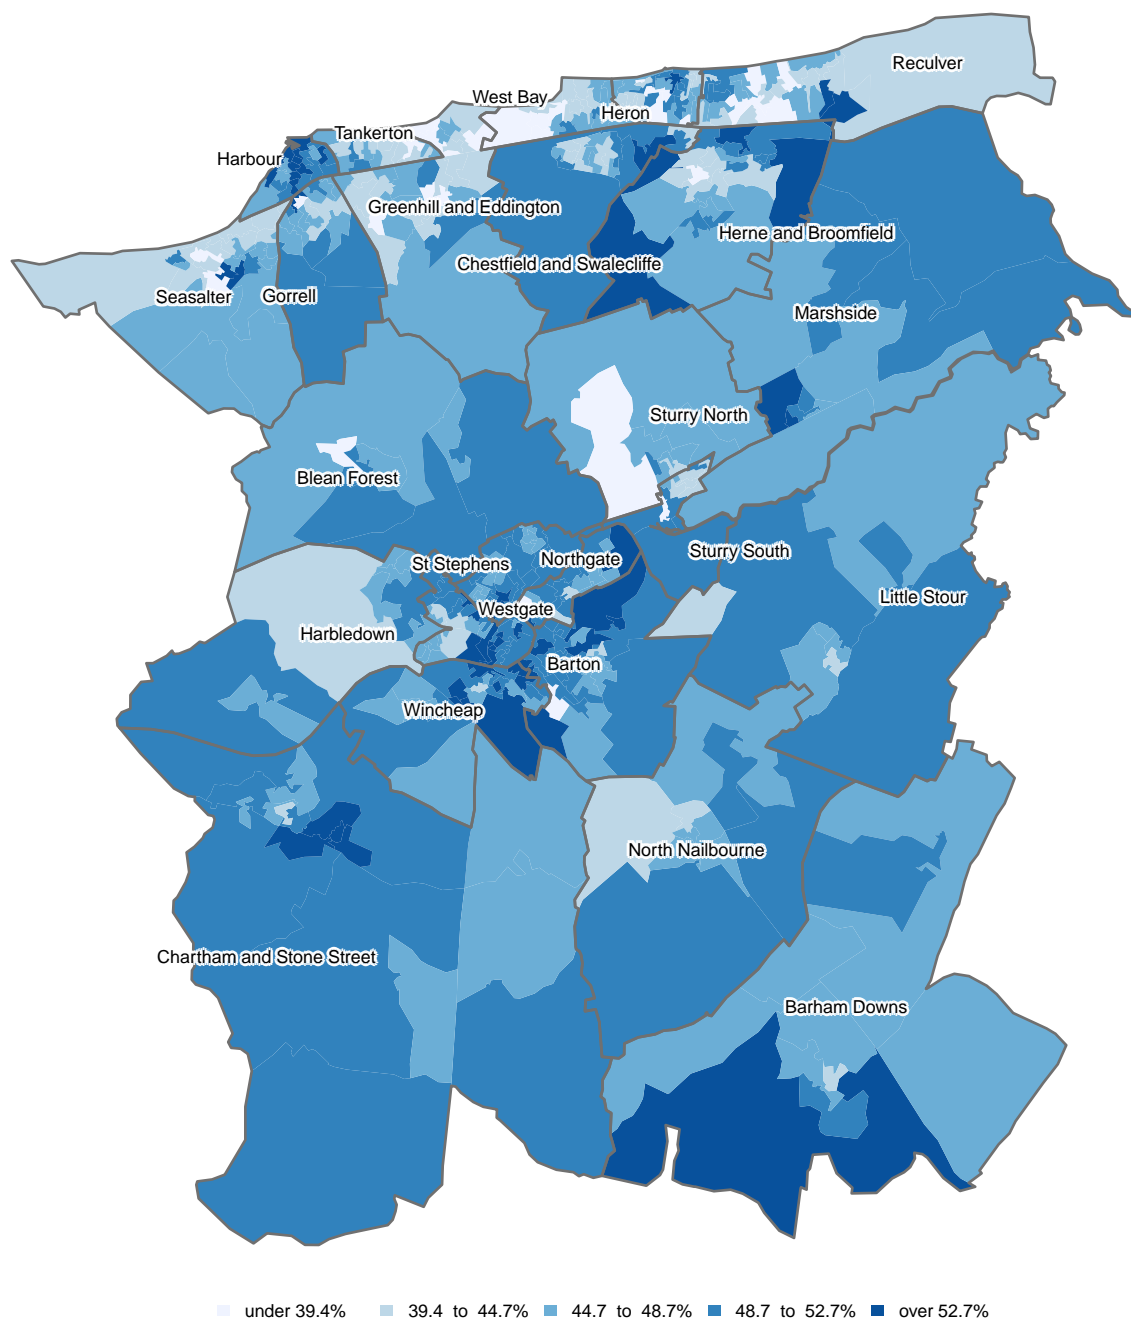 Reculver
West Bay
Heron
Tankerton
Harbour
Greenhill and Eddington
Herne and Broomfield
Chestfield and Swalecliffe
Seasalter
Gorrell
Marshside
Sturry North
Blean Forest
Sturry South
Northgate
St Stephens
Little Stour
Westgate
Harbledown
Barton
Wincheap
North Nailbourne
Chartham and Stone Street
Barham Downs
under 39.4% 39.4 to 44.7% 44.7 to 48.7% 48.7 to 52.7% over 52.7%